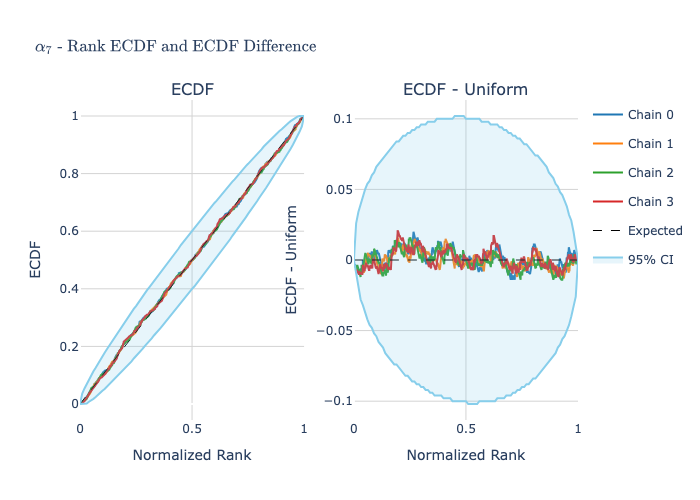 α₇ - Rank ECDF and ECDF Difference
ECDF
ECDF - Uniform
1
0.8
0.6
0.4
0.2
0
ECDF
0
0.5
1
Normalized Rank
0.1
0.05
0
−0.05
−0.1
ECDF - Uniform
0
0.5
1
Normalized Rank
Chain 0
Chain 1
Chain 2
Chain 3
Expected
95% CI